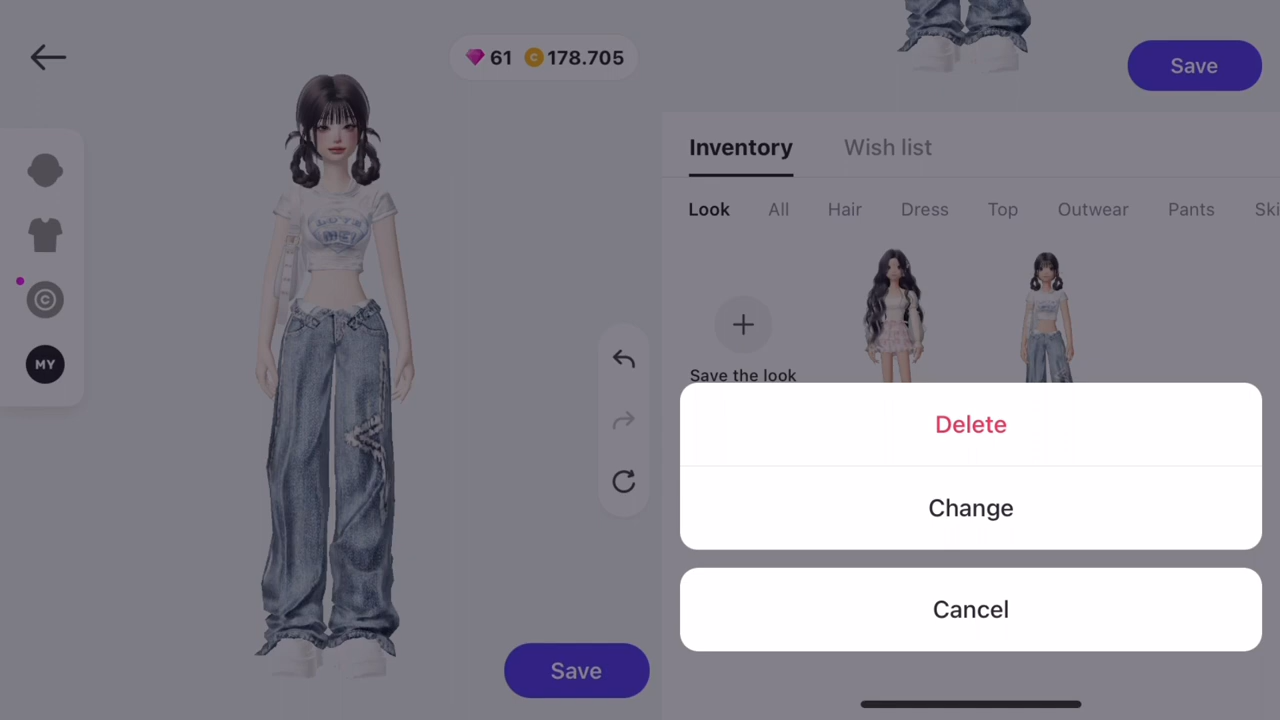 61 178.705
MY
Save
Save
Inventory Wish list
Look All Hair Dress Top Outwear Pants Ski
Save the look
Delete
Change
Cancel